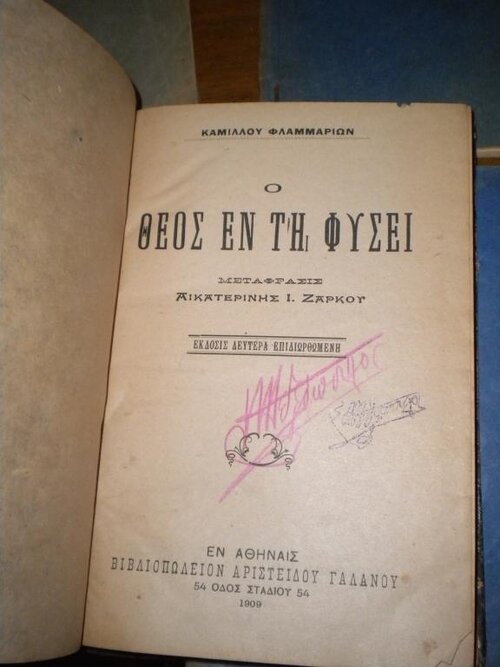 ΚΑΜΙΛΛΟΥ ΦΛΑΜΜΑΡΙΩΝ
Ο
ΘΕΟΣ ΕΝ Τῌ ΦΥΣΕΙ
ΜΕΤΑΦΡΑΣΙΣ
ΑΙΚΑΤΕΡΙΝΗΣ Ι. ΖΑΡΚΟΥ
ΕΚΔΟΣΙΣ ΔΕΥΤΕΡΑ ΕΠΙΔΙΩΡΘΩΜΕΝΗ
ΕΝ ΑΘΗΝΑΙΣ
ΒΙΒΛΙΟΠΩΛΕΙΟΝ ΑΡΙΣΤΕΙΔΟΥ ΓΑΛΑΝΟΥ
54 ΟΔΟΣ ΣΤΑΔΙΟΥ 54
1909